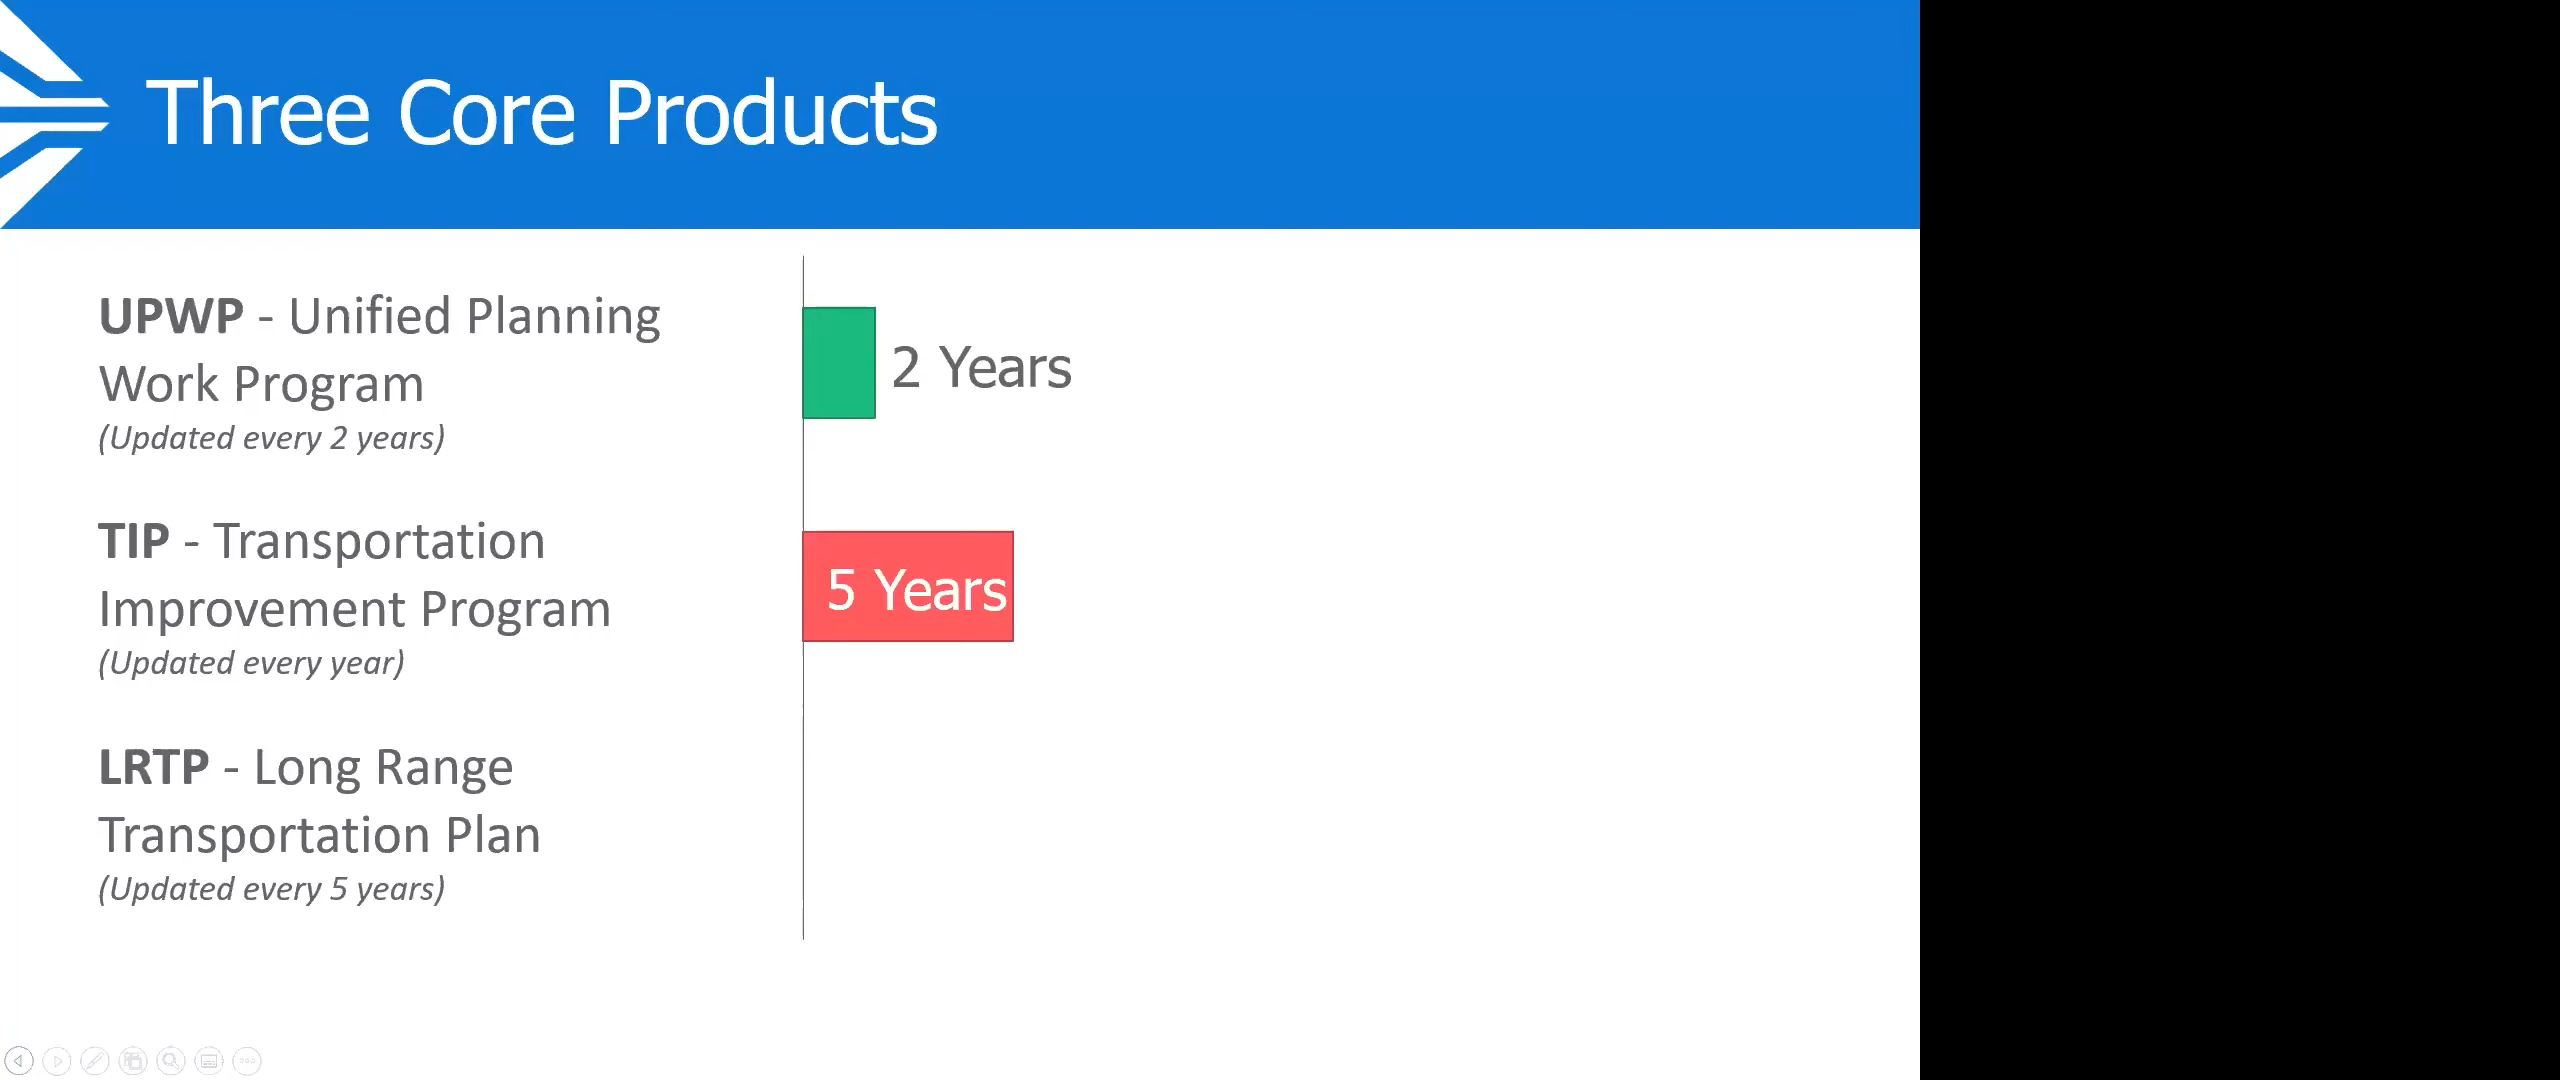 Three Core Products
UPWP - Unified Planning
Work Program
(Updated every 2 years)
2 Years
TIP - Transportation
Improvement Program
(Updated every year)
5 Years
LRTP - Long Range
Transportation Plan
(Updated every 5 years)